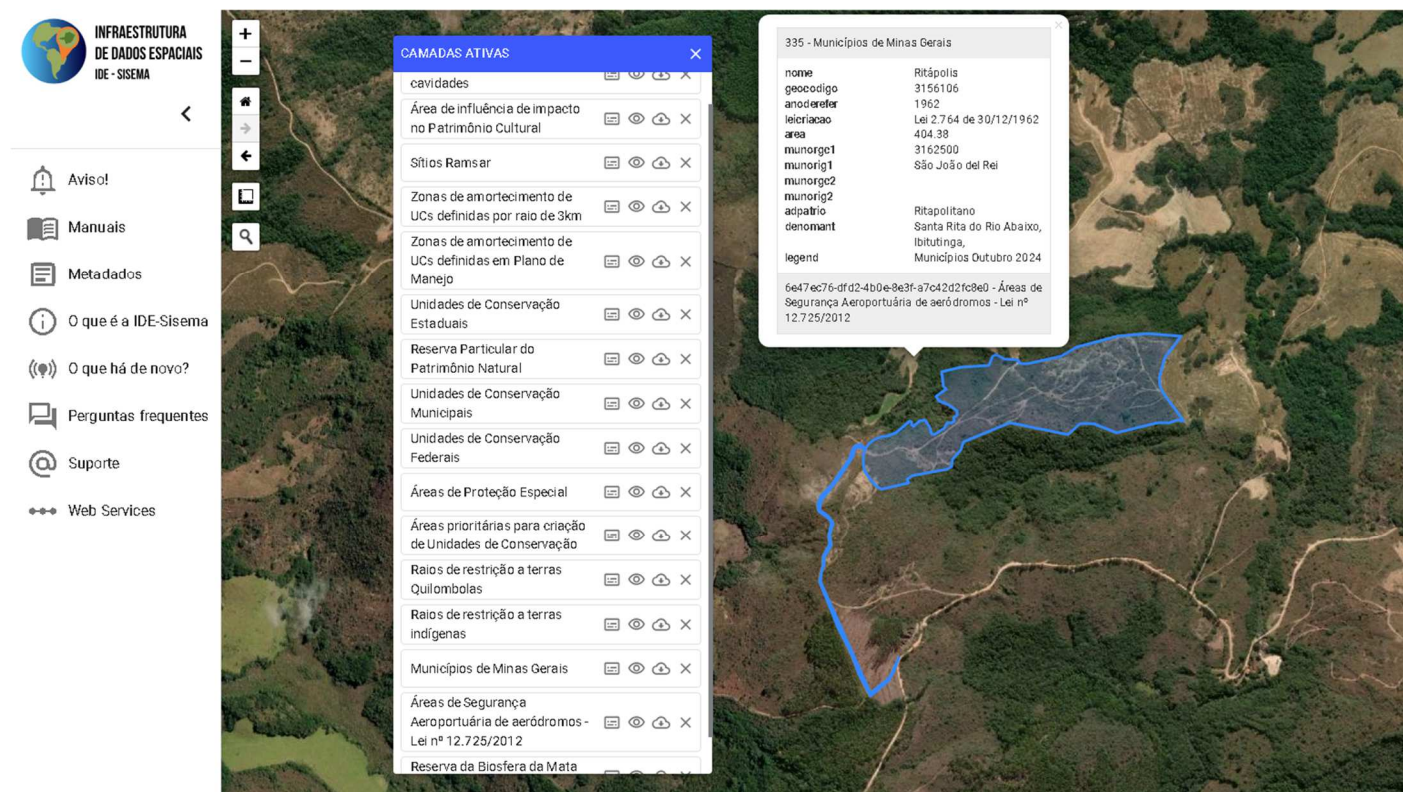 INFRAESTRUTURA
DE DADOS ESPACIAIS
IDE - SISEMA
Aviso!
Manuais
Metadados
O que é a IDE-Sisema
O que há de novo?
Perguntas frequentes
Suporte
Web Services
CAMADAS ATIVAS
cavidades
Área de influência de impacto
no Patrimônio Cultural
Sítios Ramsar
Zonas de amortecimento de
UCs definidas por raio de 3km
Zonas de amortecimento de
UCs definidas em Plano de
Manejo
Unidades de Conservação
Estaduais
Reserva Particular do
Patrimônio Natural
Unidades de Conservação
Municipais
Unidades de Conservação
Federais
Áreas de Proteção Especial
Áreas prioritárias para criação
de Unidades de Conservação
Raios de restrição a terras
Quilombolas
Raios de restrição a terras
indígenas
Municípios de Minas Gerais
Áreas de Segurança
Aeroportuária de aeródromos -
Lei nº 12.725/2012
Reserva da Biosfera da Mata
335 - Municípios de Minas Gerais
nome Ritápolis
geocodigo 3156106
anoderefer 1962
leicriacao Lei 2.764 de 30/12/1962
area 404.38
munorgc1 3162500
munorig1 São João del Rei
munorgc2
munorig2
adpatrio Ritapolitano
denomant Santa Rita do Rio Abaixo,
Ibitutinga,
legend Municípios Outubro 2024
6e47ec76-dfd2-4b0e-8e3f-a7c42d2fc8e0 - Áreas de
Segurança Aeroportuária de aeródromos - Lei nº
12.725/2012